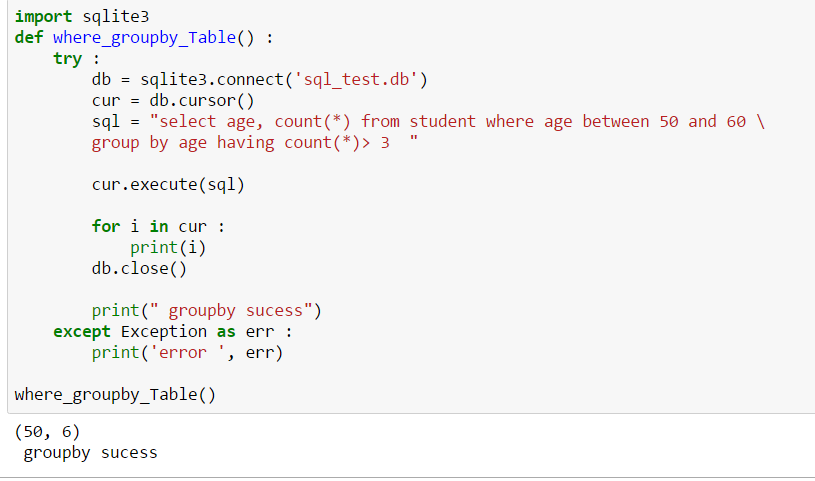 import sqlite3
def where_groupby_Table() :
    try :
        db = sqlite3.connect('sql_test.db')
        cur = db.cursor()
        sql = "select age, count(*) from student where age between 50 and 60 \
        group by age having count(*)> 3  "
        cur.execute(sql)
        for i in cur :
            print(i)
        db.close()
        print(" groupby sucess")
    except Exception as err :
        print('error ', err)
where_groupby_Table()
(50, 6)
 groupby sucess